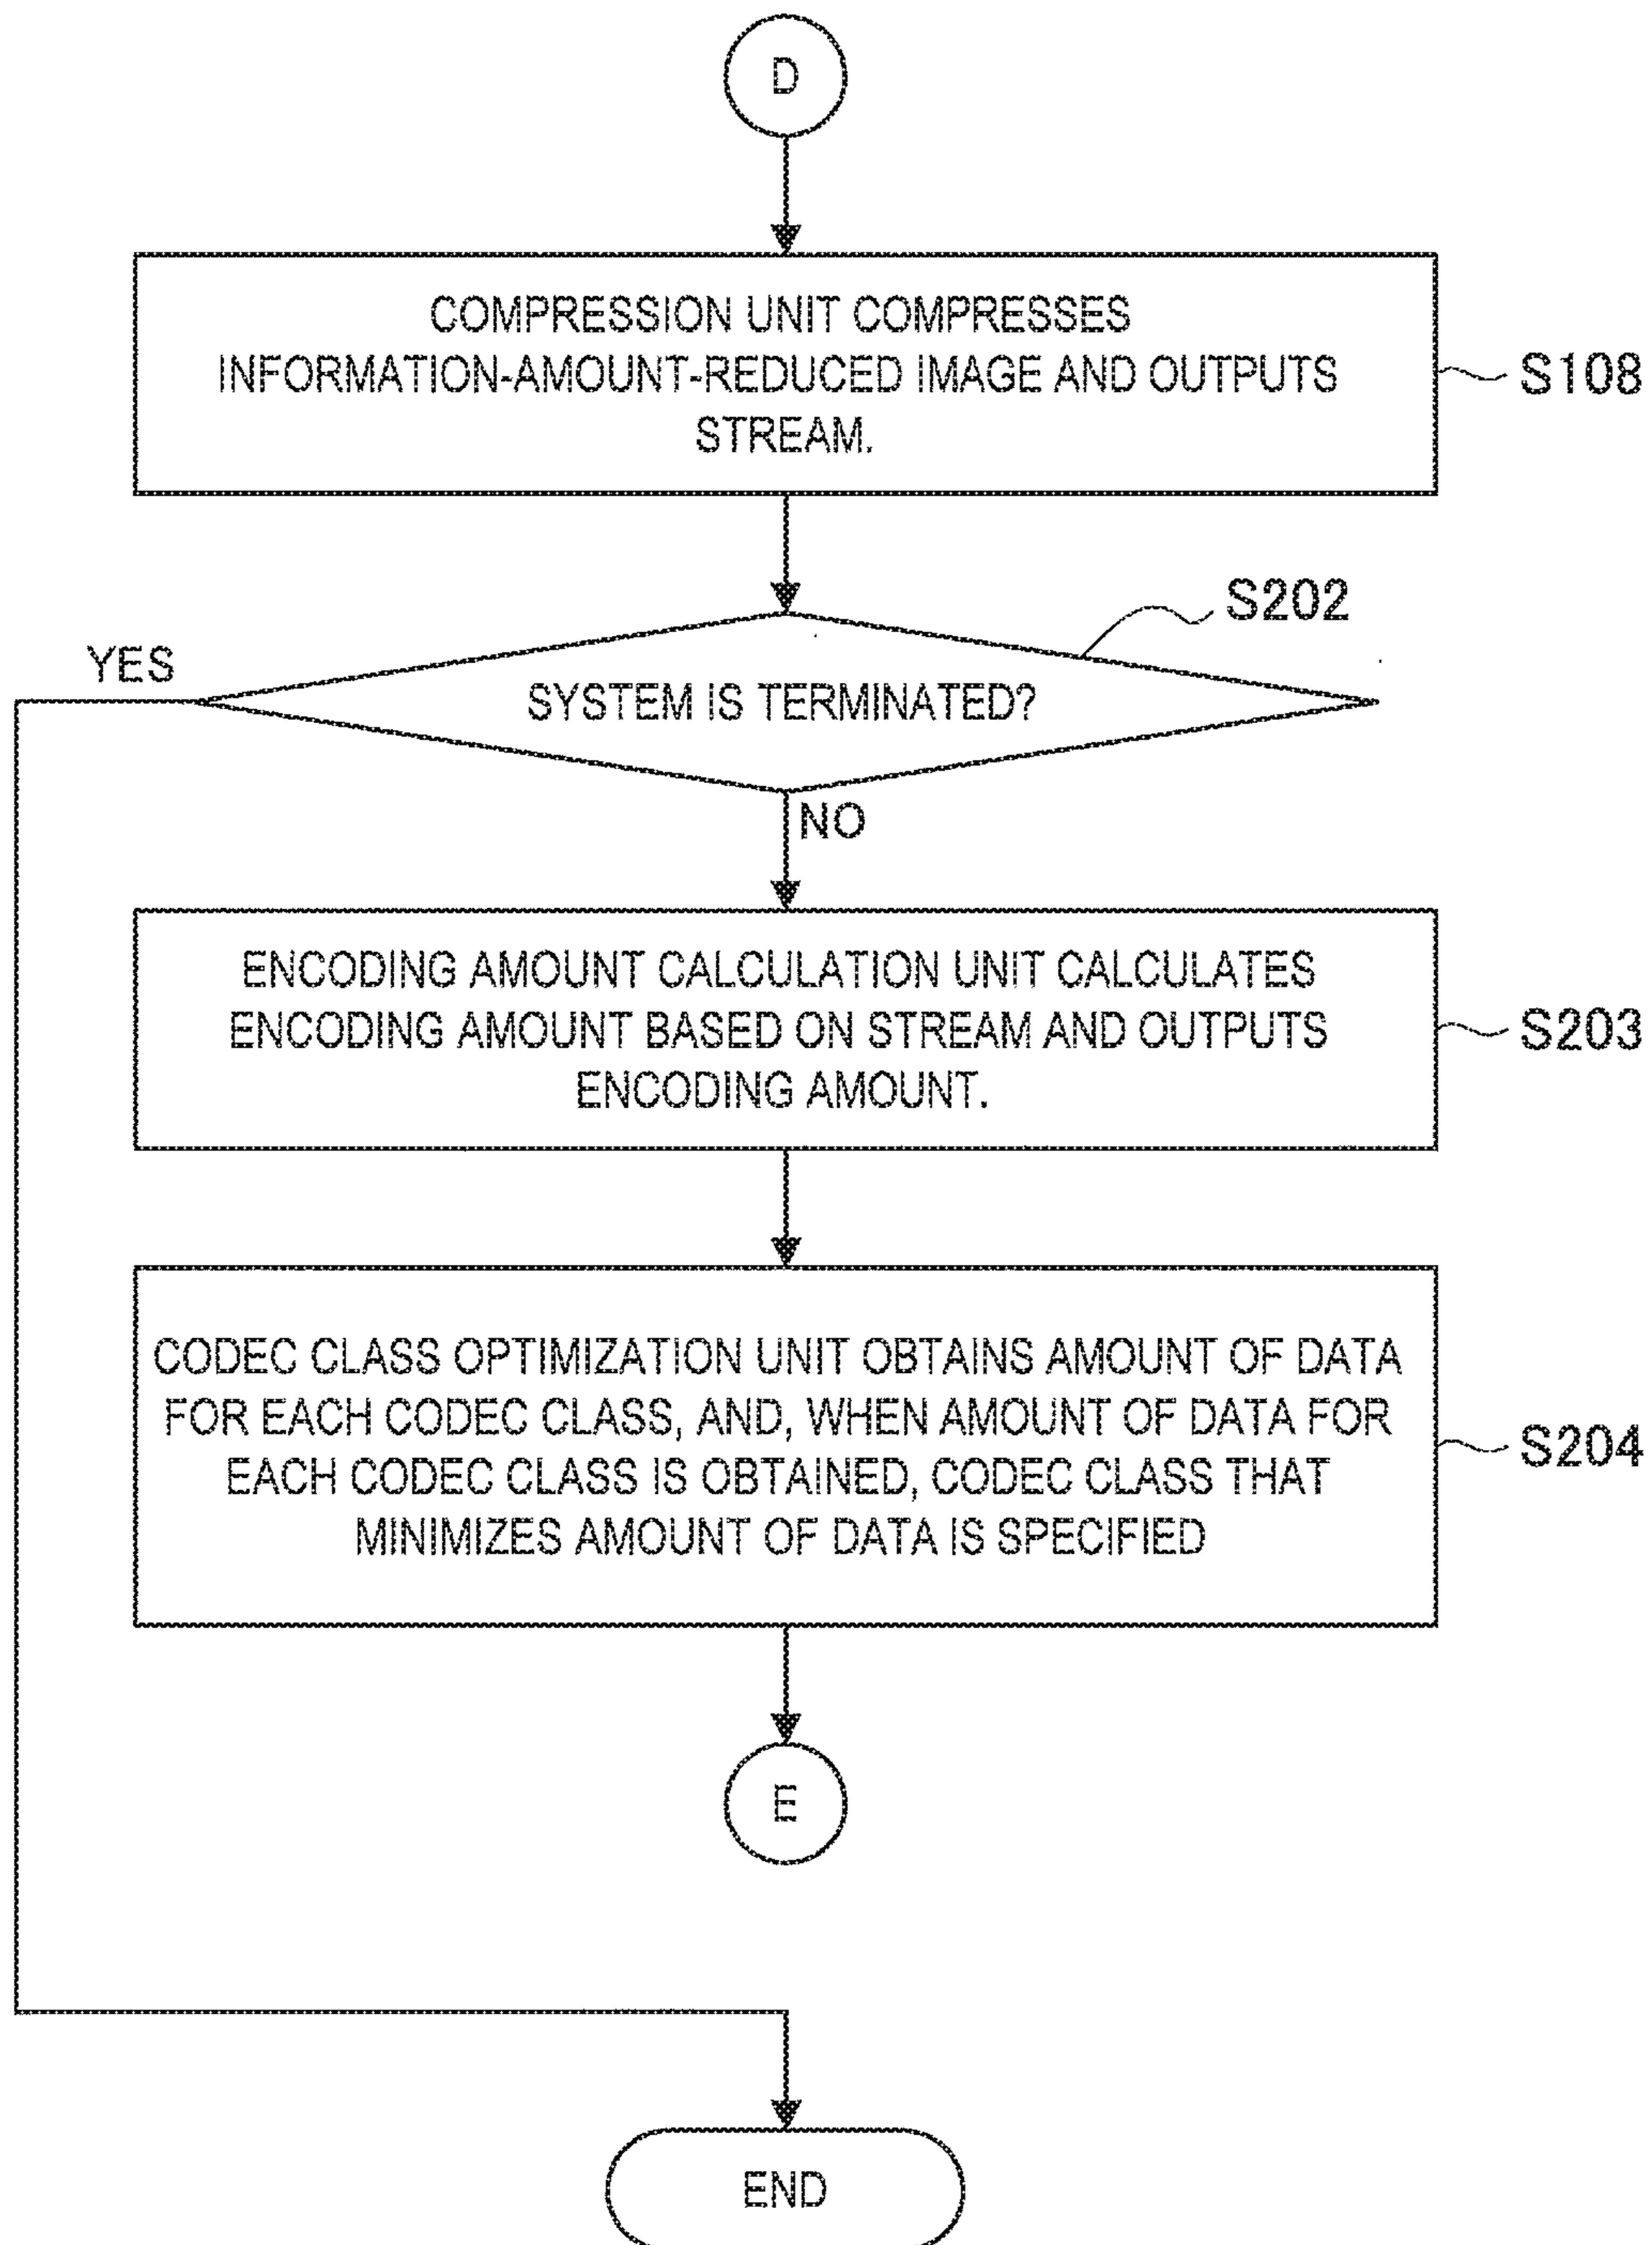 D
COMPRESSION UNIT COMPRESSES
INFORMATION-AMOUNT-REDUCED IMAGE AND OUTPUTS
STREAM.
S108
S202
YES
SYSTEM IS TERMINATED?
NO
ENCODING AMOUNT CALCULATION UNIT CALCULATES
ENCODING AMOUNT BASED ON STREAM AND OUTPUTS
ENCODING AMOUNT.
S203
CODEC CLASS OPTIMIZATION UNIT OBTAINS AMOUNT OF DATA
FOR EACH CODEC CLASS, AND, WHEN AMOUNT OF DATA FOR
EACH CODEC CLASS IS OBTAINED, CODEC CLASS THAT
MINIMIZES AMOUNT OF DATA IS SPECIFIED
S204
E
END